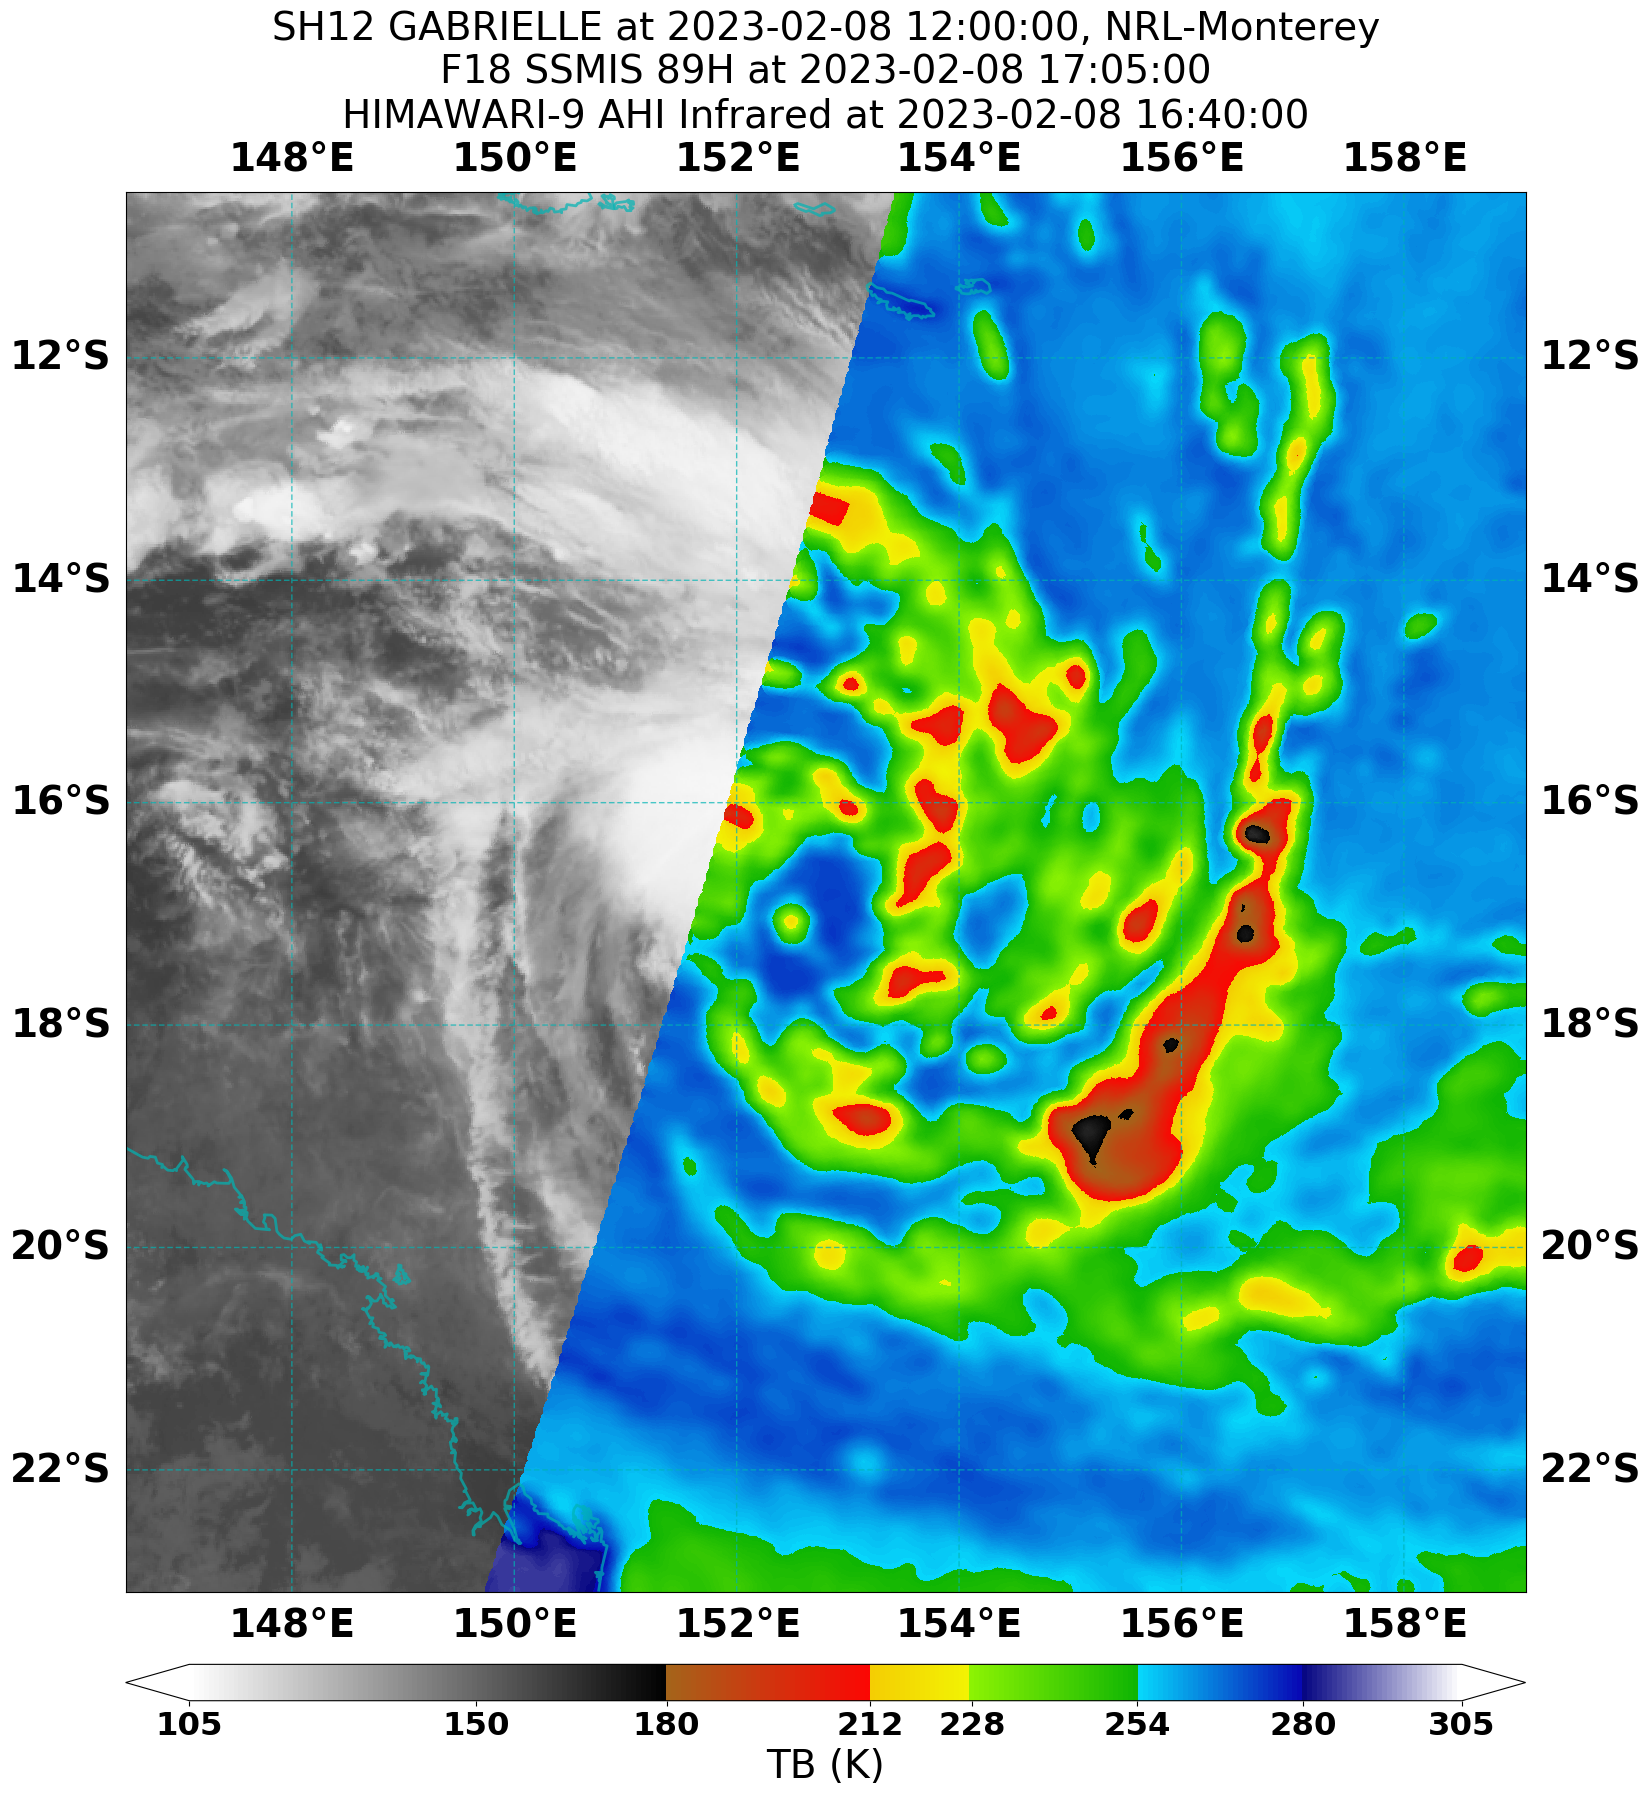 SH12 GABRIELLE at 2023-02-08 12:00:00, NRL-Monterey
F18 SSMIS 89H at 2023-02-08 17:05:00
HIMAWARI-9 AHI Infrared at 2023-02-08 16:40:00
148°E 150°E 152°E 154°E 156°E 158°E
12°S 12°S
14°S 14°S
16°S 16°S
18°S 18°S
20°S 20°S
22°S 22°S
148°E 150°E 152°E 154°E 156°E 158°E
105 150 180 212 228 254 280 305
TB (K)